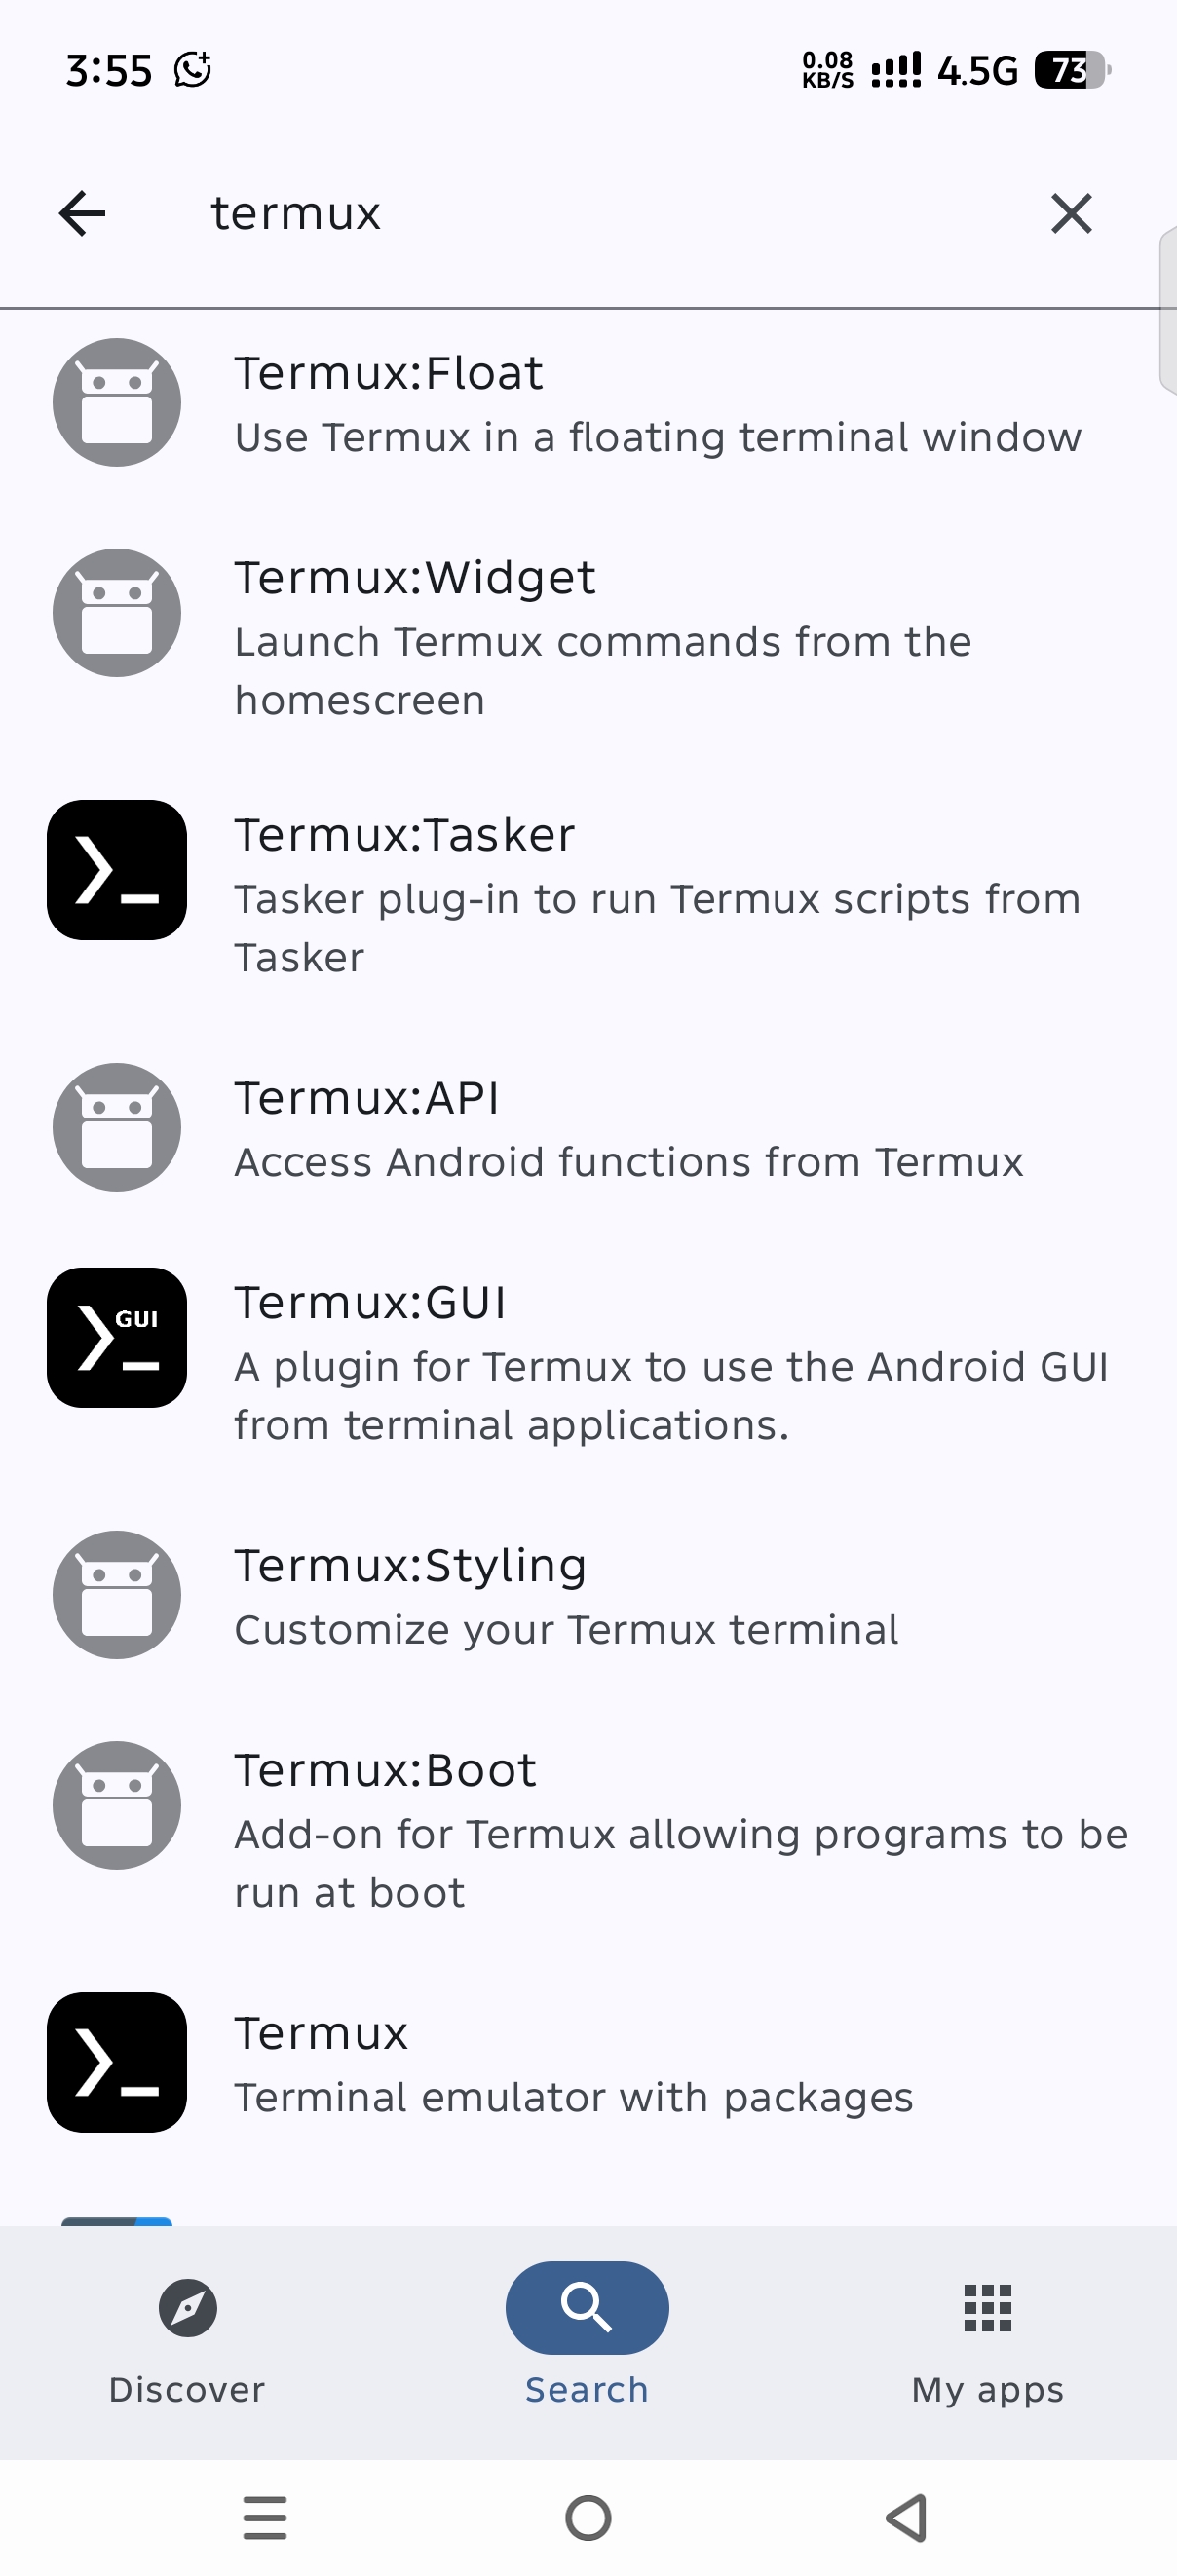 3:55
0.08
KB/S
4.5G
73
termux
Termux:Float
Use Termux in a floating terminal window
Termux:Widget
Launch Termux commands from the
homescreen
Termux:Tasker
Tasker plug-in to run Termux scripts from
Tasker
Termux:API
Access Android functions from Termux
GUI
Termux:GUI
A plugin for Termux to use the Android GUI
from terminal applications.
Termux:Styling
Customize your Termux terminal
Termux:Boot
Add-on for Termux allowing programs to be
run at boot
Termux
Terminal emulator with packages
Discover
Search
My apps